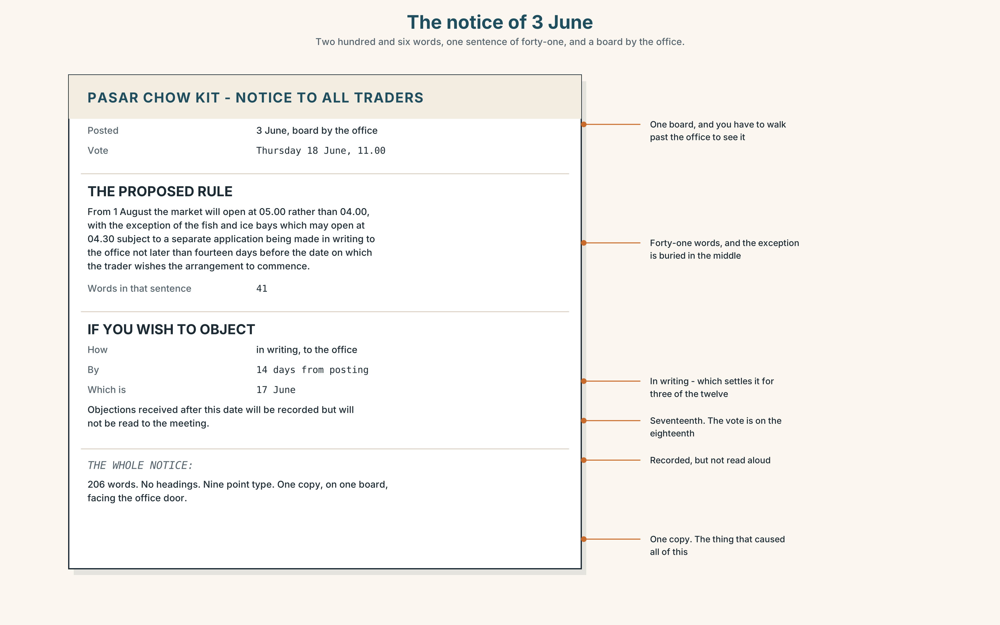 The notice of 3 June
Two hundred and six words, one sentence of forty-one, and a board by the office.
PASAR CHOW KIT - NOTICE TO ALL TRADERS
Posted 3 June, board by the office
Vote Thursday 18 June, 11.00
One board, and you have to walk
past the office to see it
THE PROPOSED RULE
From 1 August the market will open at 05.00 rather than 04.00,
with the exception of the fish and ice bays which may open at
04.30 subject to a separate application being made in writing to
the office not later than fourteen days before the date on which
the trader wishes the arrangement to commence.
Words in that sentence 41
Forty-one words, and the exception
is buried in the middle
IF YOU WISH TO OBJECT
How in writing, to the office
By 14 days from posting
Which is 17 June
Objections received after this date will be recorded but will
not be read to the meeting.
In writing - which settles it for
three of the twelve
Seventeenth. The vote is on the
eighteenth
Recorded, but not read aloud
THE WHOLE NOTICE:
206 words. No headings. Nine point type. One copy, on one board,
facing the office door.
One copy. The thing that caused
all of this